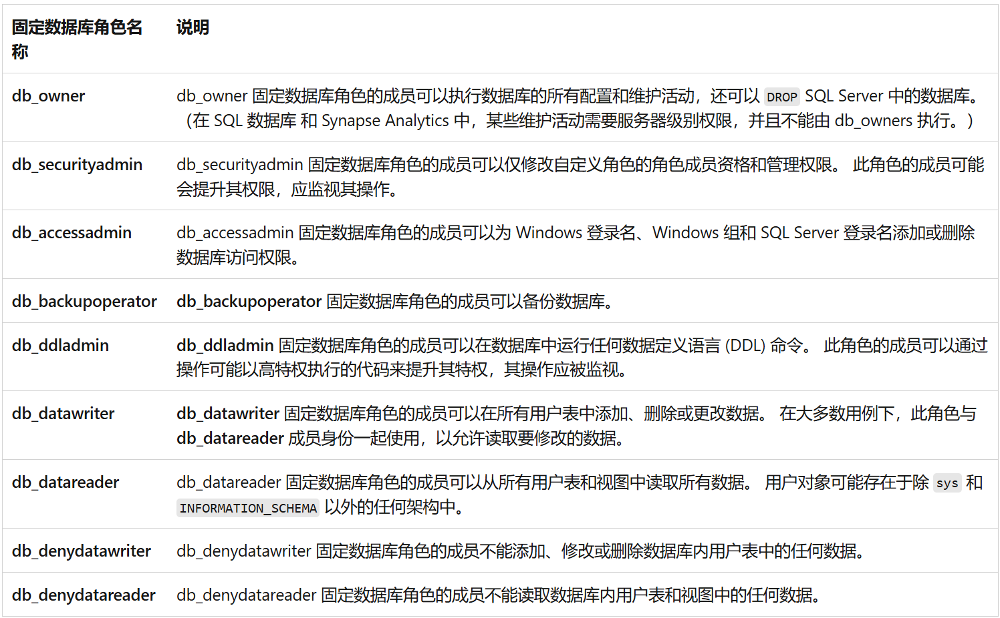 固定数据库角色名
称
说明
db_owner
db_owner 固定数据库角色的成员可以执行数据库的所有配置和维护活动，还可以 DROP SQL Server 中的数据库。
（在 SQL 数据库 和 Synapse Analytics 中，某些维护活动需要服务器级别权限，并且不能由 db_owners 执行。）
db_securityadmin
db_securityadmin 固定数据库角色的成员可以仅修改自定义角色的角色成员资格和管理权限。 此角色的成员可能
会提升其权限，应监视其操作。
db_accessadmin
db_accessadmin 固定数据库角色的成员可以为 Windows 登录名、Windows 组和 SQL Server 登录名添加或删除
数据库访问权限。
db_backupoperator
db_backupoperator 固定数据库角色的成员可以备份数据库。
db_ddladmin
db_ddladmin 固定数据库角色的成员可以在数据库中运行任何数据定义语言 (DDL) 命令。 此角色的成员可以通过
操作可能以高特权执行的代码来提升其特权，其操作应被监视。
db_datawriter
db_datawriter 固定数据库角色的成员可以在所有用户表中添加、删除或更改数据。 在大多数用例下，此角色与
db_datareader 成员身份一起使用，以允许读取要修改的数据。
db_datareader
db_datareader 固定数据库角色的成员可以从所有用户表和视图中读取所有数据。 用户对象可能存在于除 sys 和
INFORMATION_SCHEMA 以外的任何架构中。
db_denydatawriter
db_denydatawriter 固定数据库角色的成员不能添加、修改或删除数据库内用户表中的任何数据。
db_denydatareader
db_denydatareader 固定数据库角色的成员不能读取数据库内用户表和视图中的任何数据。